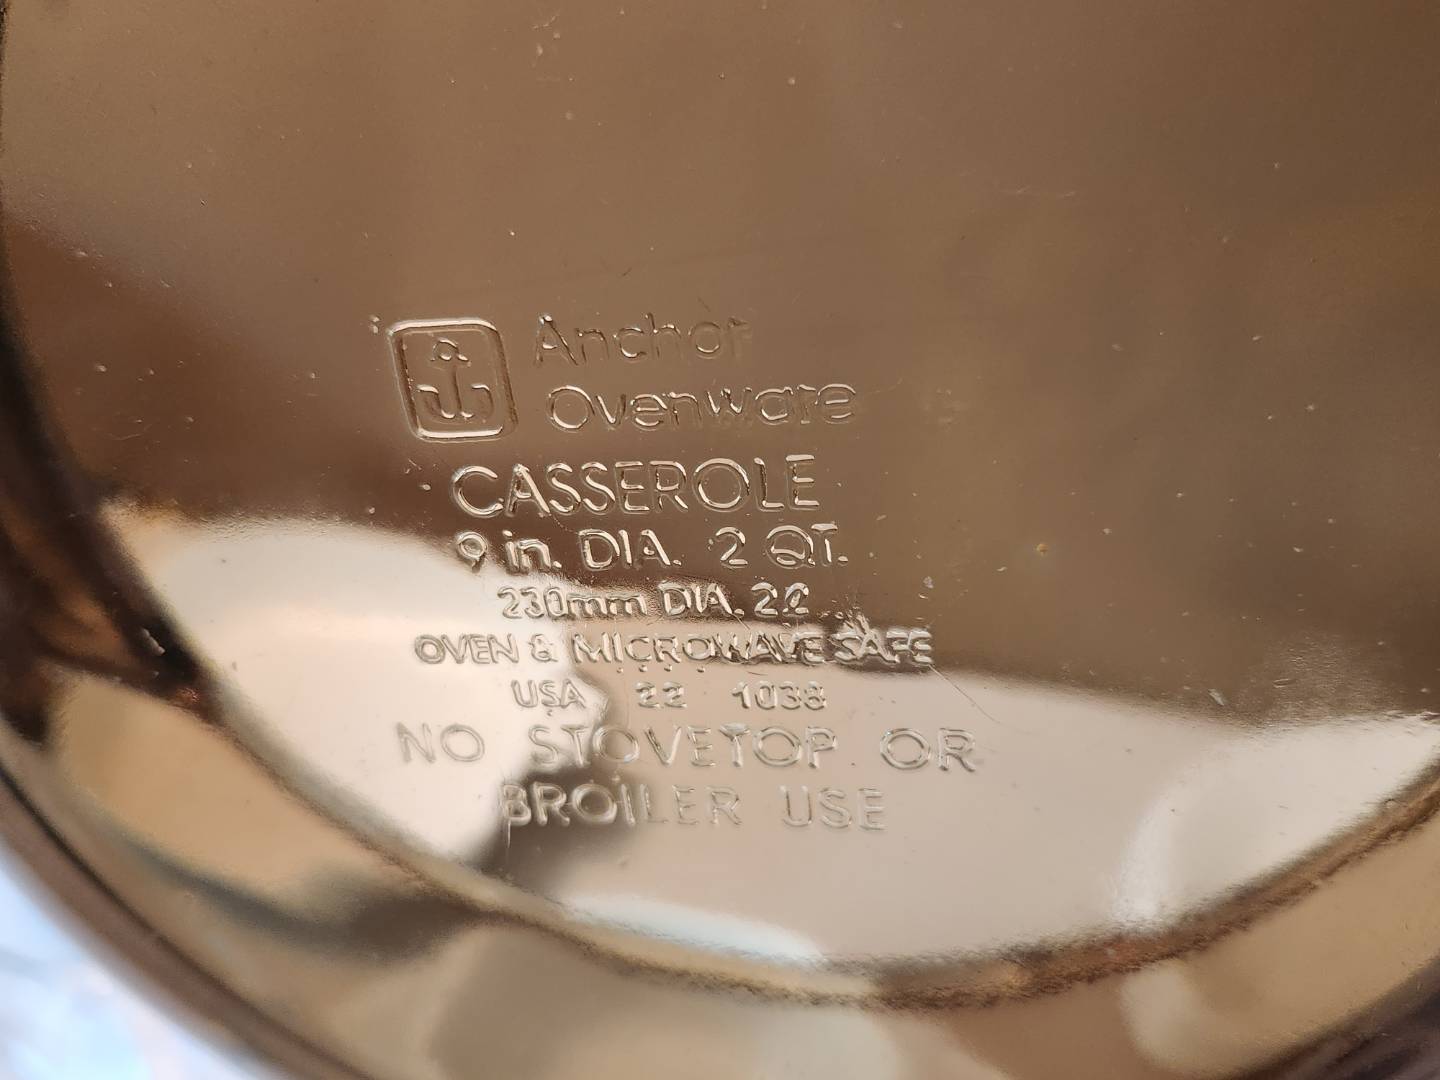 Anchor
Ovenware
CASSEROLE
9 in. DIA. 2 QT.
230mm DIA. 2ℓ
OVEN & MICROWAVE SAFE
USA 22 1038
NO STOVETOP OR
BROILER USE